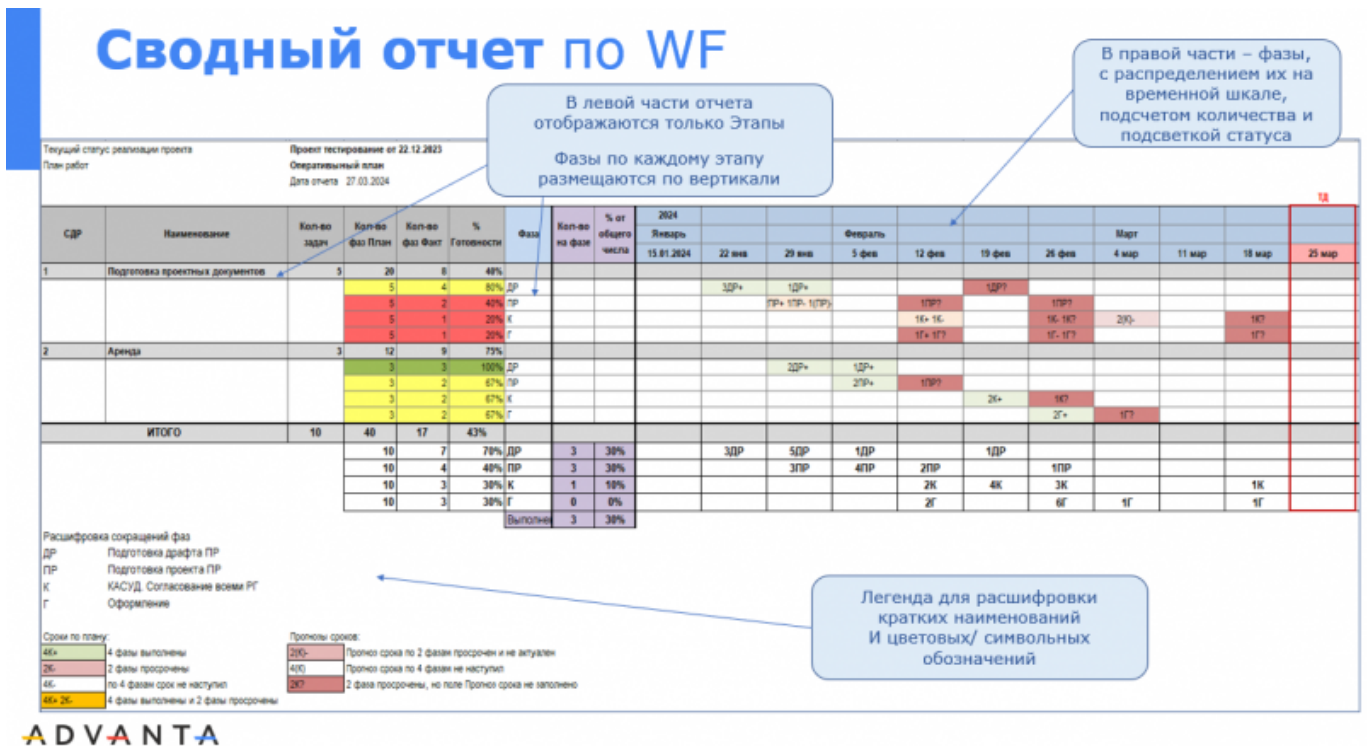 Сводный отчет по WF
В левой части отчета
отображаются только Этапы
Фазы по каждому этапу
размещаются по вертикали
В правой части – фазы,
с распределением их на
временной шкале,
подсчетом количества и
подсветкой статуса
Текущий статус реализации проекта Проект тестирование от 22.12.2023
План работ Оперативный план
Дата отчета 27.03.2024
ТД
СДР Наименование Кол-во задач Кол-во фаз План Кол-во фаз Факт % Готовности Фаза Кол-во на фазе % от общего числа 2024
Январь Февраль Март
15.01.2024 22 янв 29 янв 5 фев 12 фев 19 фев 26 фев 4 мар 11 мар 18 мар 25 мар
1 Подготовка проектных документов 5 20 8 40%
5 4 80% ДР 3ДР+ 1ДР+ 1ДР?
5 2 40% ПР ПР+ 1ПР- 1(ПР)- 1ПР? 1ПР?
5 1 20% К 1К+ 1К- 1К- 1К? 2(К)- 1К?
5 1 20% Г 1Г+ 1Г? 1Г- 1Г? 1Г?
2 Аренда 3 12 9 75%
3 3 100% ДР 2ДР+ 1ДР+
3 2 67% ПР 2ПР+ 1ПР?
3 2 67% К 2К+ 1К?
3 2 67% Г 2Г+ 1Г?
ИТОГО 10 40 17 43%
10 7 70% ДР 3 30% 3ДР 5ДР 1ДР 1ДР
10 4 40% ПР 3 30% 3ПР 4ПР 2ПР 1ПР
10 3 30% К 1 10% 2К 4К 3К 1К
10 3 30% Г 0 0% 2Г 6Г 1Г 1Г
Выполне 3 30%
Расшифровка сокращений фаз
ДР Подготовка драфта ПР
ПР Подготовка проекта ПР
К КАСУД. Согласование всеми РГ
Г Оформление
Легенда для расшифровки
кратких наименований
И цветовых/ символьных
обозначений
Сроки по плану: Прогнозы сроков:
4К+ 4 фазы выполнены 2(К)- Прогноз срока по 2 фазам просрочен и не актуален
2К- 2 фазы просрочены 4(К) Прогноз срока по 4 фазам не наступил
4К- по 4 фазам срок не наступил 2К? 2 фаза просрочены, но поле Прогноз срока не заполнено
4К+ 2К- 4 фазы выполнены и 2 фазы просрочены
ADVANTA